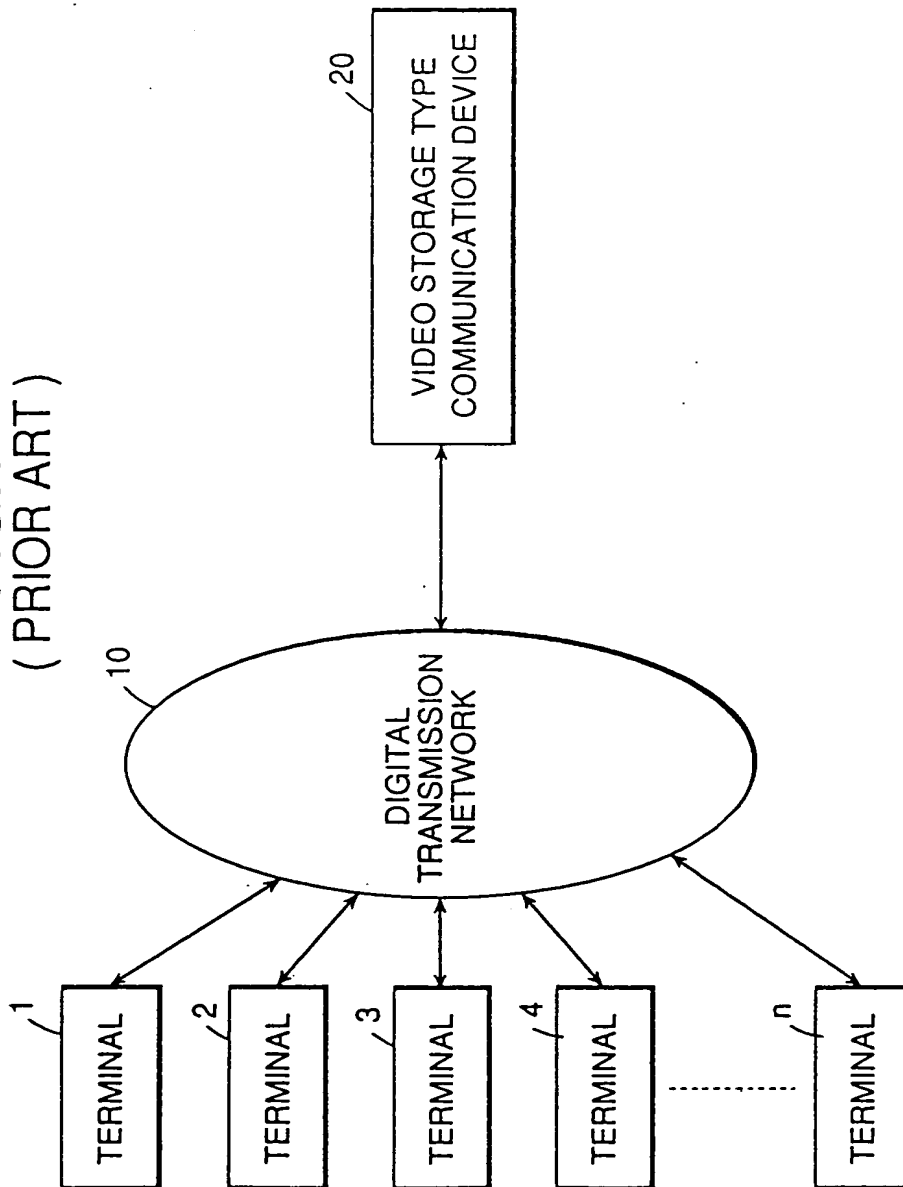 ( PRIOR ART )
1
TERMINAL
2
TERMINAL
3
TERMINAL
4
TERMINAL
n
TERMINAL
10
DIGITAL
TRANSMISSION
NETWORK
20
VIDEO STORAGE TYPE
COMMUNICATION DEVICE